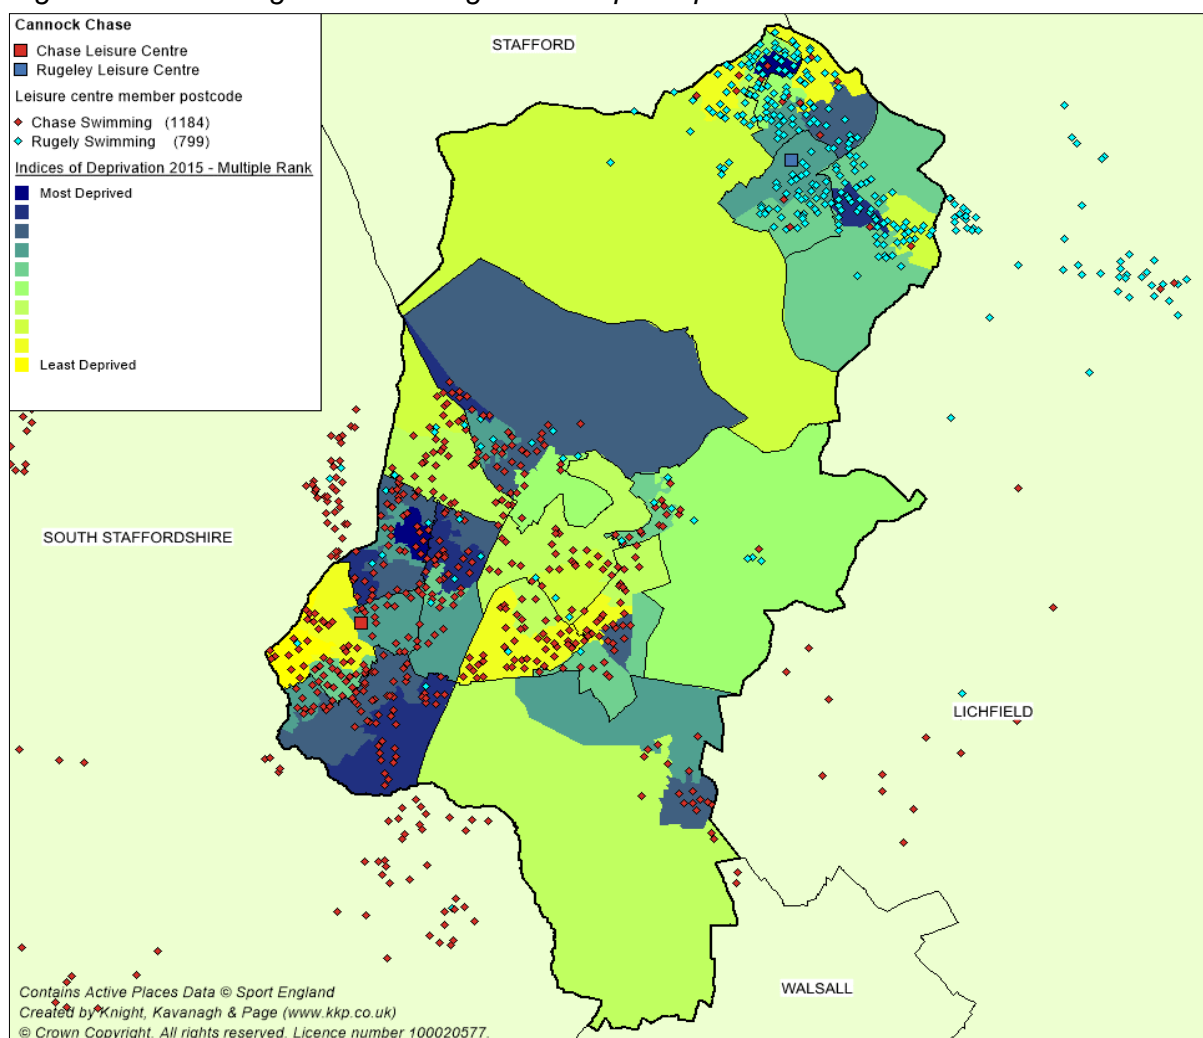 Cannock Chase
Chase Leisure Centre
Rugeley Leisure Centre
Leisure centre member postcode
Chase Swimming (1184)
Rugely Swimming (799)
Indices of Deprivation 2015 - Multiple Rank
Most Deprived
Least Deprived
STAFFORD
SOUTH STAFFORDSHIRE
LICHFIELD
WALSALL
Contains Active Places Data © Sport England
Created by Knight, Kavanagh & Page (www.kkp.co.uk)
© Crown Copyright. All rights reserved. Licence number 100020577.